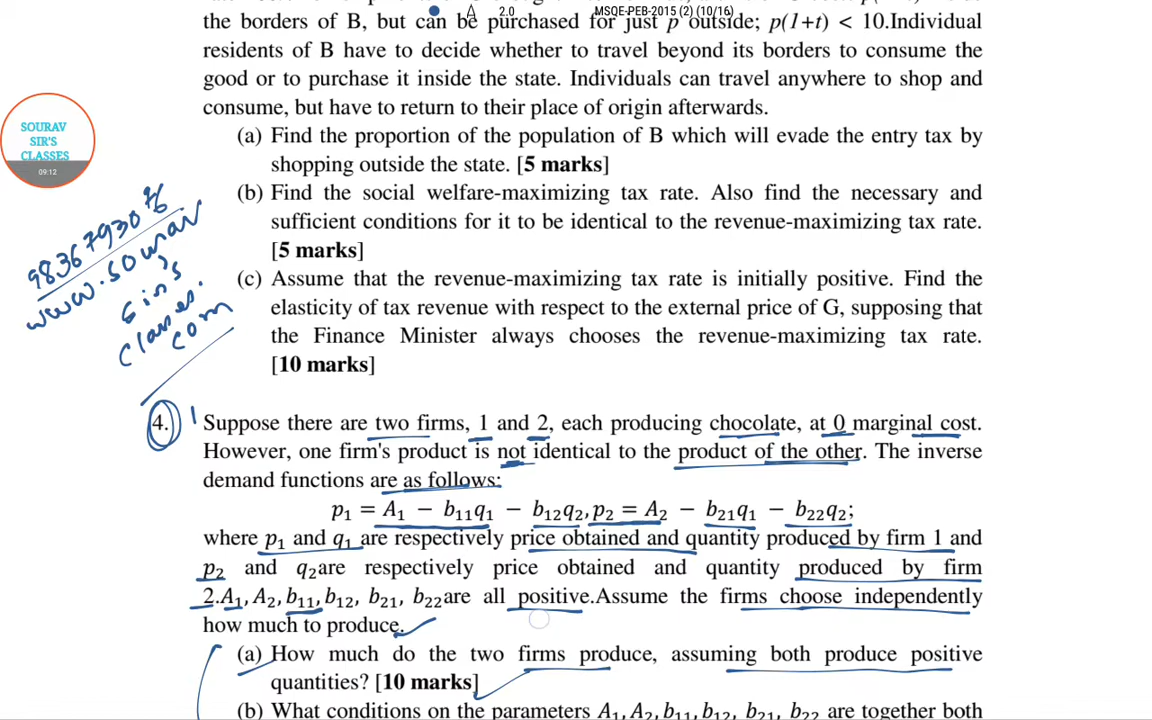 the borders of B, but can be purchased for just p outside; p(1+t) < 10.Individual
A 2.0
MSQE-PEB-2015 (2) (10/16)
residents of B have to decide whether to travel beyond its borders to consume the
good or to purchase it inside the state. Individuals can travel anywhere to shop and
consume, but have to return to their place of origin afterwards.
SOURAV
SIR'S
CLASSES
09:12
(a) Find the proportion of the population of B which will evade the entry tax by
shopping outside the state. [5 marks]
(b) Find the social welfare-maximizing tax rate. Also find the necessary and
sufficient conditions for it to be identical to the revenue-maximizing tax rate.
[5 marks]
(c) Assume that the revenue-maximizing tax rate is initially positive. Find the
elasticity of tax revenue with respect to the external price of G, supposing that
the Finance Minister always chooses the revenue-maximizing tax rate.
[10 marks]
9836793076
www.sourav
sir's
classes.
com
4. Suppose there are two firms, 1 and 2, each producing chocolate, at 0 marginal cost.
However, one firm's product is not identical to the product of the other. The inverse
demand functions are as follows:
p₁ = A₁ − b₁₁q₁ − b₁₂q₂, p₂ = A₂ − b₂₁q₁ − b₂₂q₂;
where p₁ and q₁ are respectively price obtained and quantity produced by firm 1 and
p₂ and q₂are respectively price obtained and quantity produced by firm
2.A₁, A₂, b₁₁, b₁₂, b₂₁, b₂₂are all positive.Assume the firms choose independently
how much to produce.
(a) How much do the two firms produce, assuming both produce positive
quantities? [10 marks]
(b) What conditions on the parameters A₁, A₂, b₁₁, b₁₂, b₂₁, b₂₂ are together both